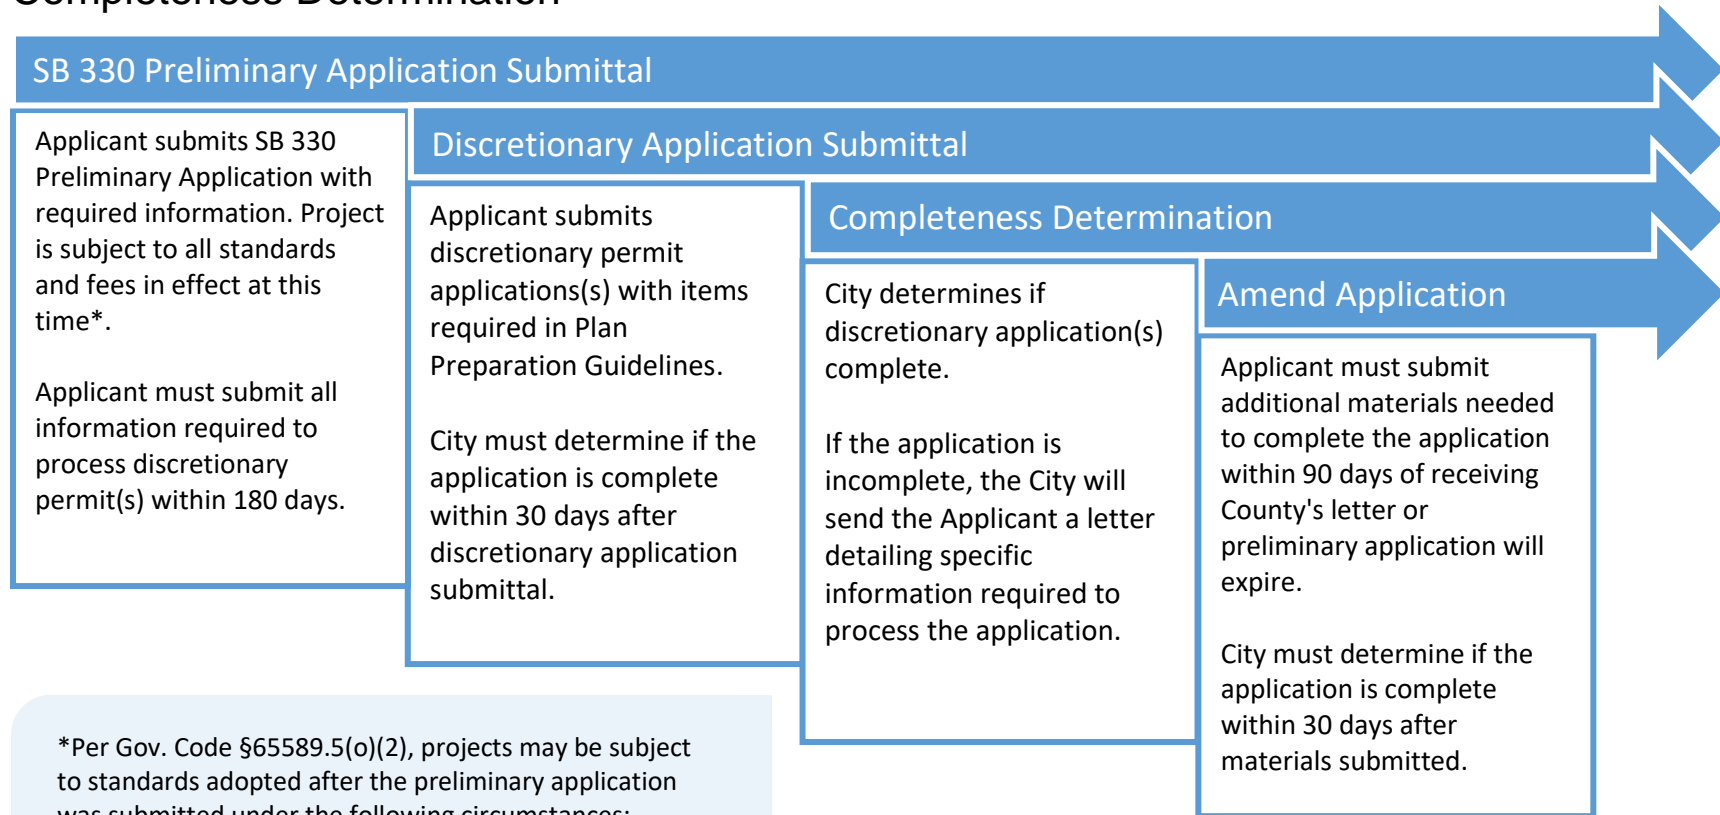 Completeness Determination
SB 330 Preliminary Application Submittal
Applicant submits SB 330
Preliminary Application with
required information. Project
is subject to all standards
and fees in effect at this
time*.
Applicant must submit all
information required to
process discretionary
permit(s) within 180 days.
Discretionary Application Submittal
Applicant submits
discretionary permit
applications(s) with items
required in Plan
Preparation Guidelines.
City must determine if the
application is complete
within 30 days after
discretionary application
submittal.
Completeness Determination
City determines if
discretionary application(s)
complete.
If the application is
incomplete, the City will
send the Applicant a letter
detailing specific
information required to
process the application.
Amend Application
Applicant must submit
additional materials needed
to complete the application
within 90 days of receiving
County's letter or
preliminary application will
expire.
City must determine if the
application is complete
within 30 days after
materials submitted.
*Per Gov. Code §65589.5(o)(2), projects may be subject
to standards adopted after the preliminary application
was submitted under the following circumstances: